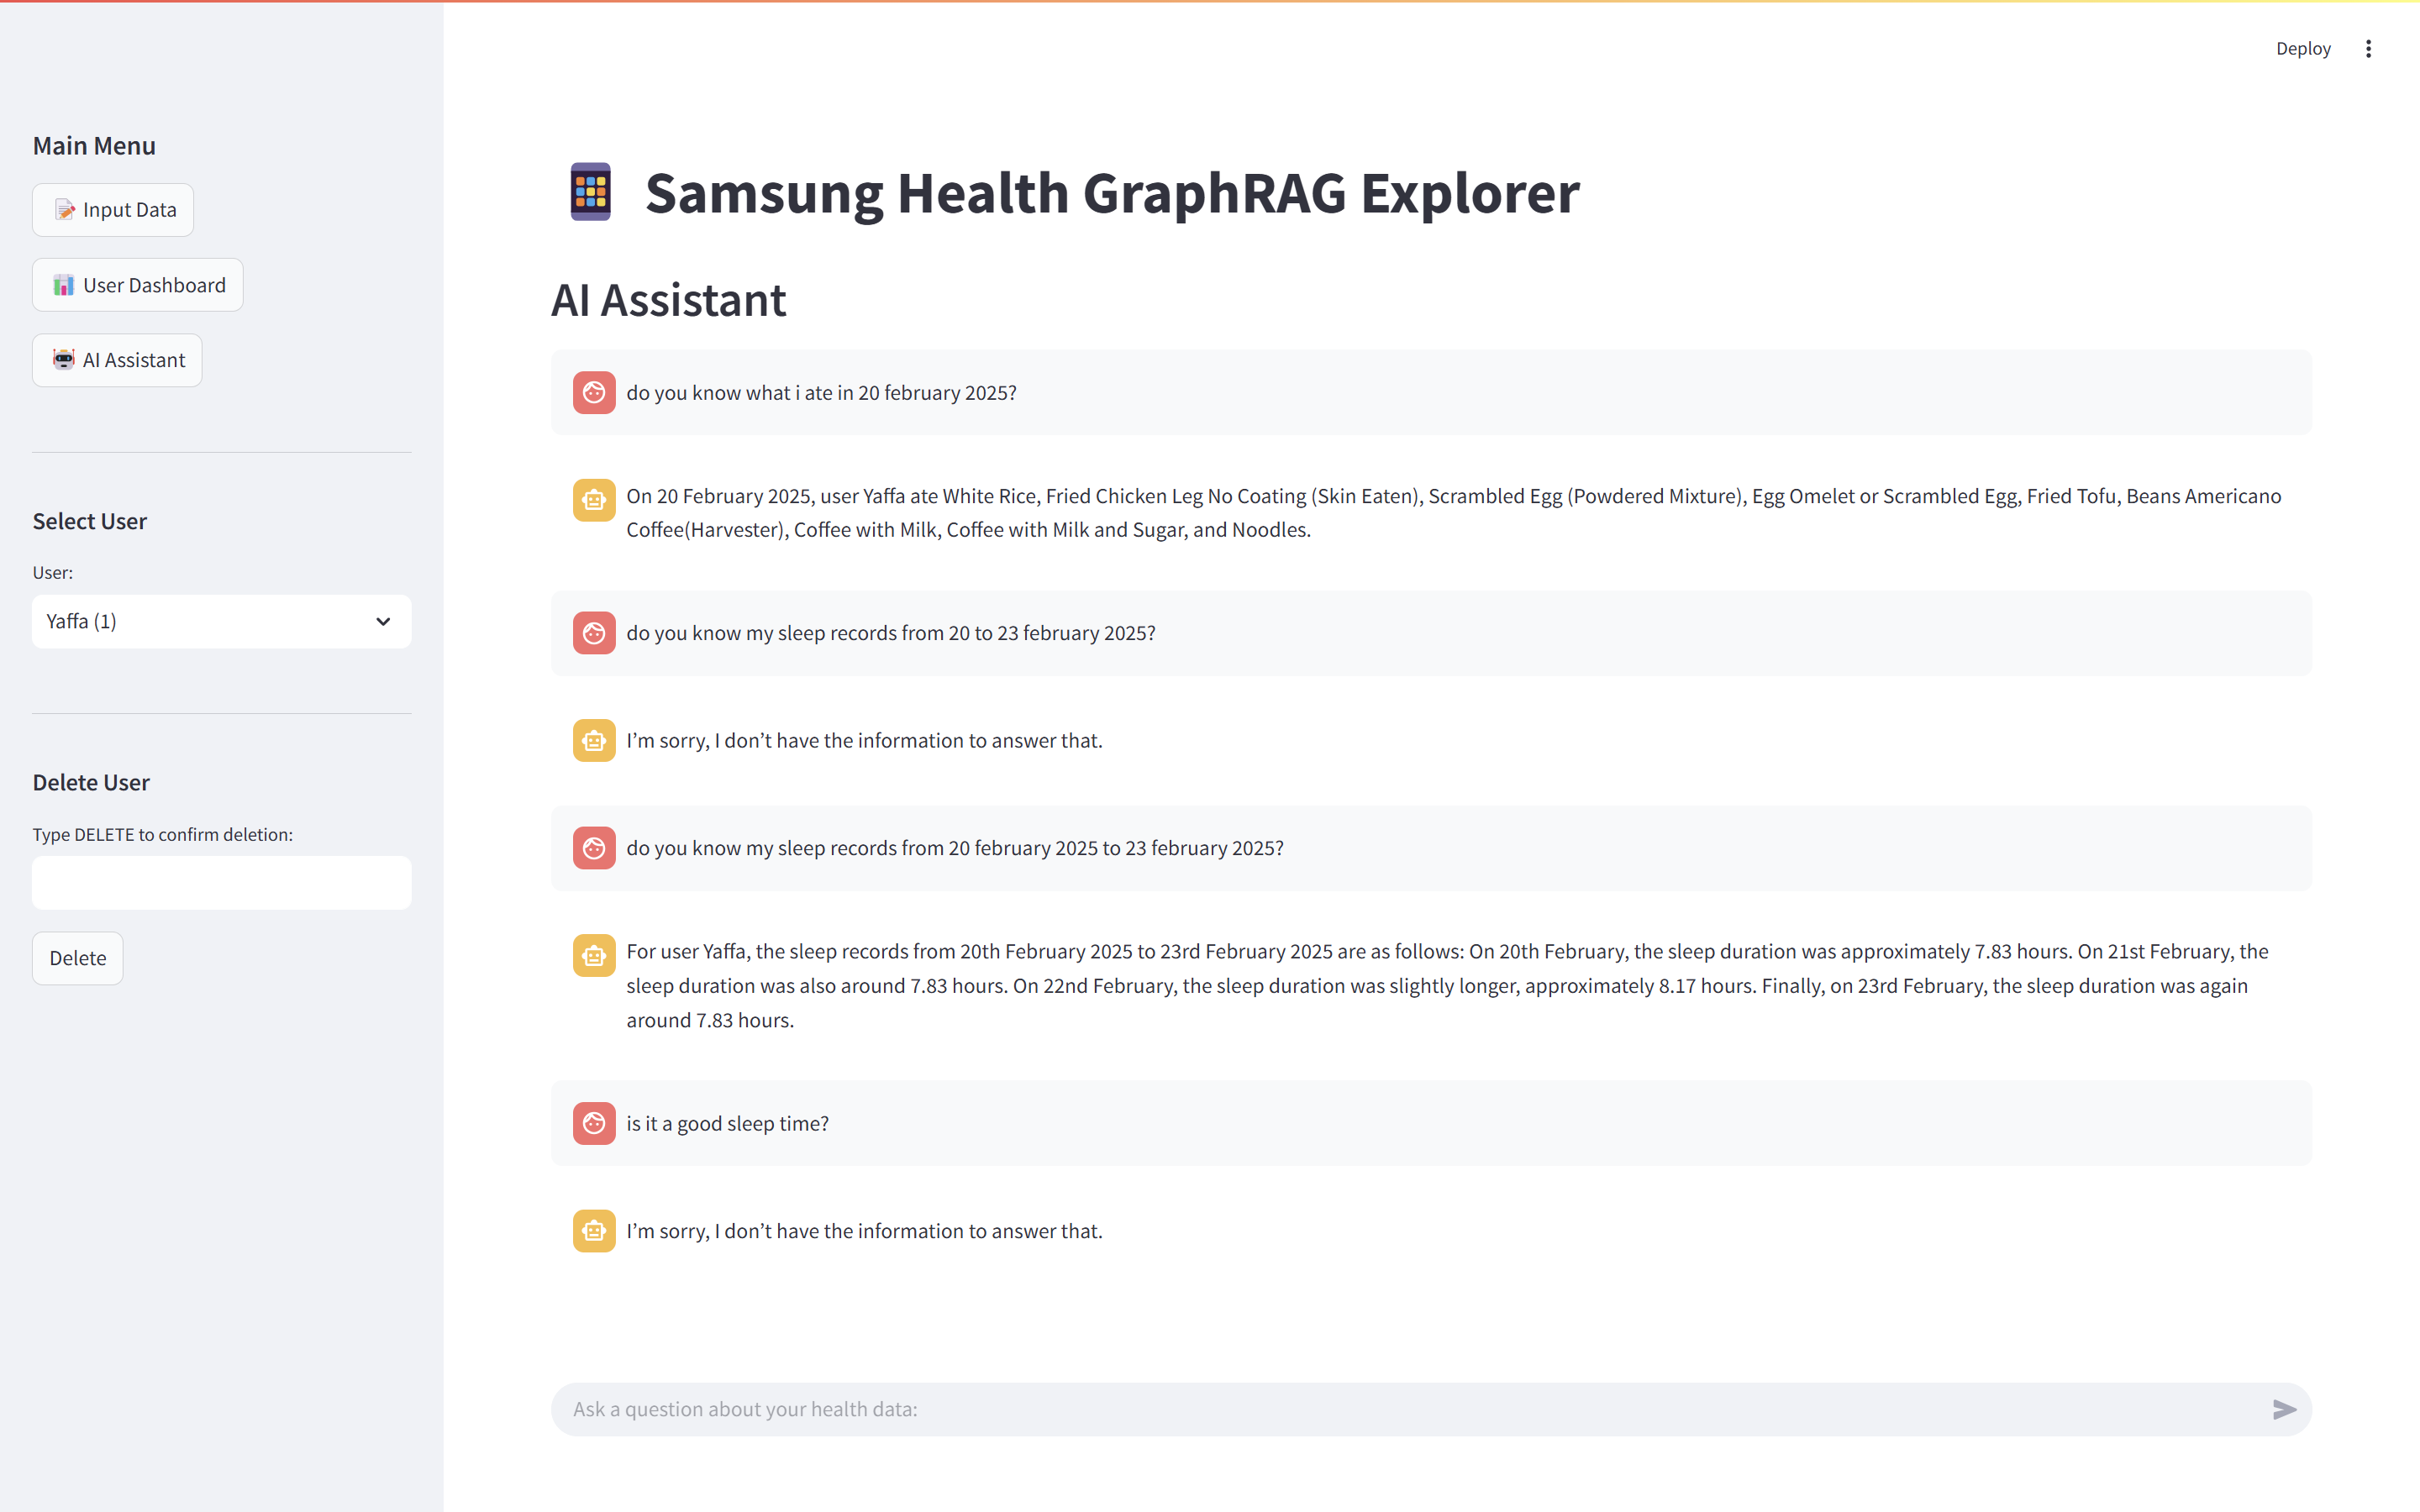 Deploy
Main Menu
Input Data
User Dashboard
AI Assistant
Select User
User:
Yaffa (1)
Delete User
Type DELETE to confirm deletion:
Delete
Samsung Health GraphRAG Explorer
AI Assistant
do you know what i ate in 20 february 2025?
On 20 February 2025, user Yaffa ate White Rice, Fried Chicken Leg No Coating (Skin Eaten), Scrambled Egg (Powdered Mixture), Egg Omelet or Scrambled Egg, Fried Tofu, Beans Americano
Coffee(Harvester), Coffee with Milk, Coffee with Milk and Sugar, and Noodles.
do you know my sleep records from 20 to 23 february 2025?
I’m sorry, I don’t have the information to answer that.
do you know my sleep records from 20 february 2025 to 23 february 2025?
For user Yaffa, the sleep records from 20th February 2025 to 23rd February 2025 are as follows: On 20th February, the sleep duration was approximately 7.83 hours. On 21st February, the
sleep duration was also around 7.83 hours. On 22nd February, the sleep duration was slightly longer, approximately 8.17 hours. Finally, on 23rd February, the sleep duration was again
around 7.83 hours.
is it a good sleep time?
I’m sorry, I don’t have the information to answer that.
Ask a question about your health data: